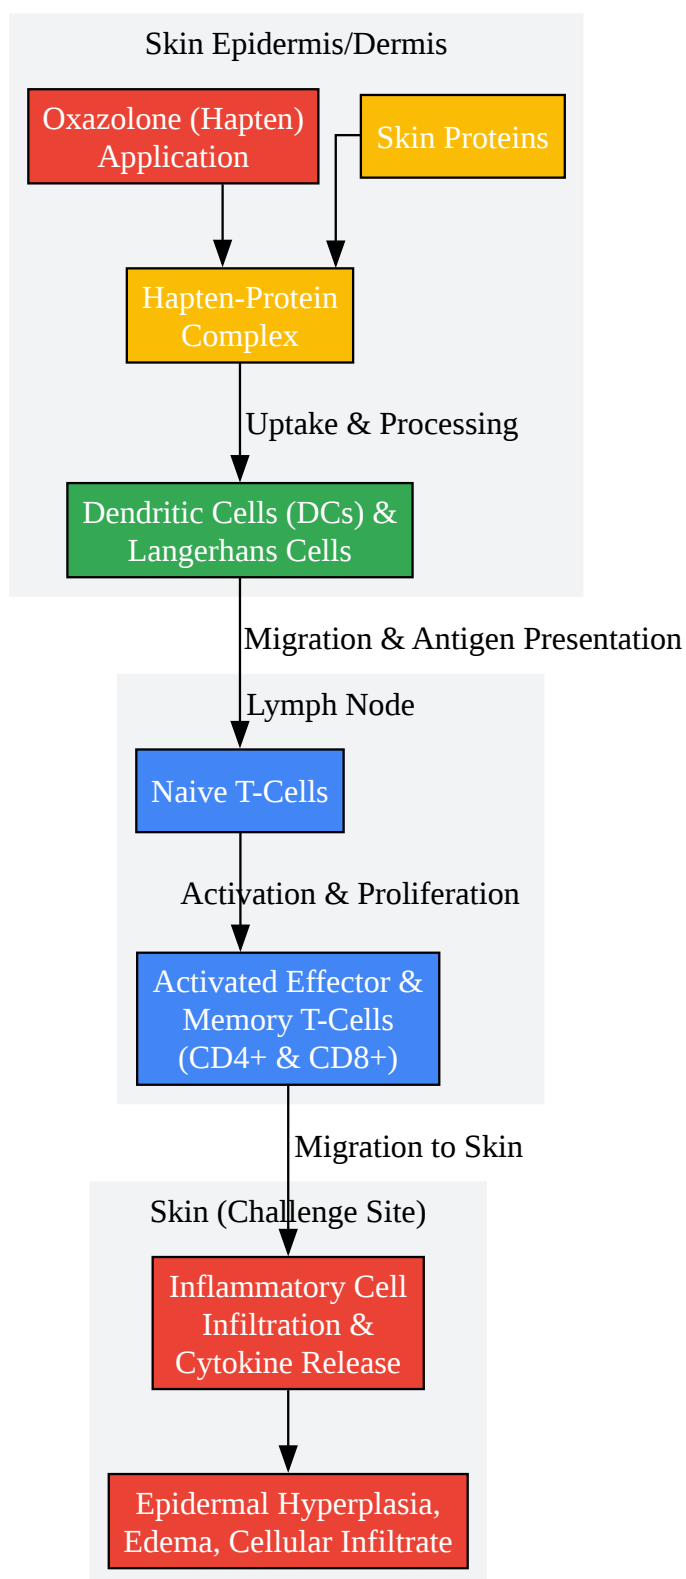 Skin Epidermis/Dermis
Oxazolone (Hapten)
Application
Skin Proteins
Hapten-Protein
Complex
Uptake & Processing
Dendritic Cells (DCs) &
Langerhans Cells
Migration & Antigen Presentation
Lymph Node
Naive T-Cells
Activation & Proliferation
Activated Effector &
Memory T-Cells
(CD4+ & CD8+)
Migration to Skin
Skin (Challenge Site)
Inflammatory Cell
Infiltration &
Cytokine Release
Epidermal Hyperplasia,
Edema, Cellular Infiltrate